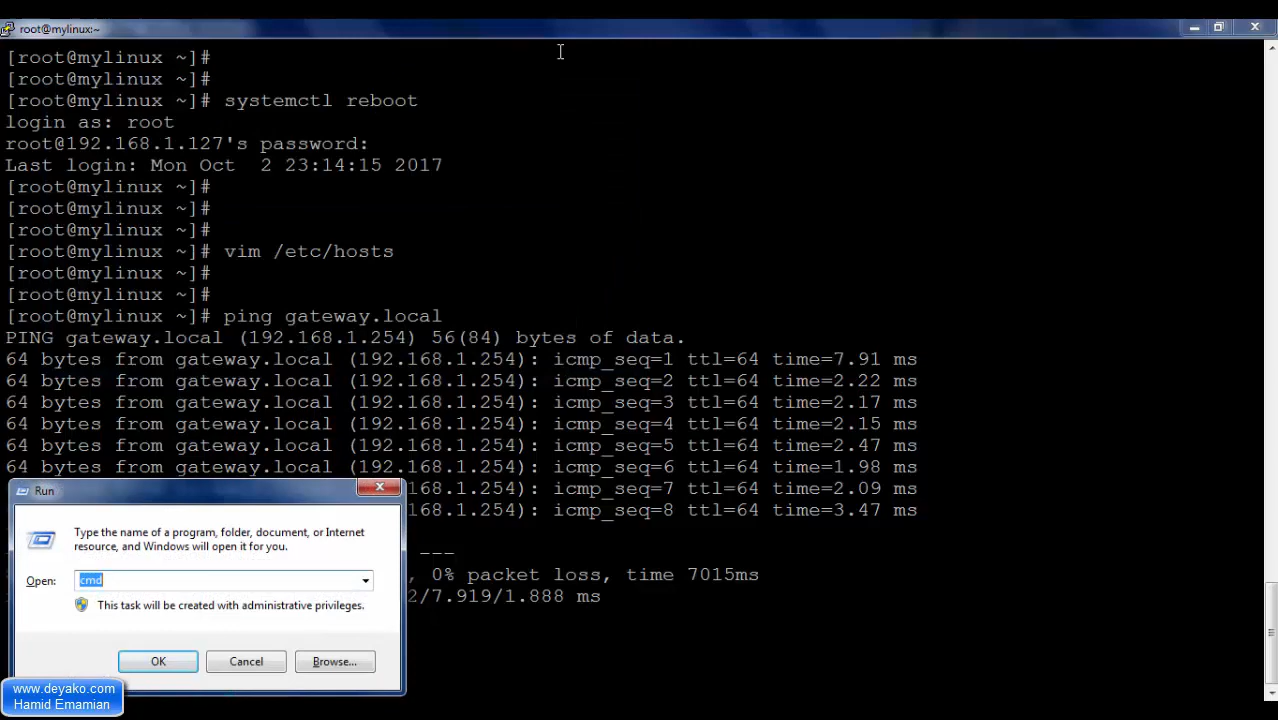 root@mylinux:~
[root@mylinux ~]#
[root@mylinux ~]#
[root@mylinux ~]# systemctl reboot
login as: root
root@192.168.1.127's password:
Last login: Mon Oct  2 23:14:15 2017
[root@mylinux ~]#
[root@mylinux ~]#
[root@mylinux ~]#
[root@mylinux ~]# vim /etc/hosts
[root@mylinux ~]#
[root@mylinux ~]#
[root@mylinux ~]# ping gateway.local
PING gateway.local (192.168.1.254) 56(84) bytes of data.
64 bytes from gateway.local (192.168.1.254): icmp_seq=1 ttl=64 time=7.91 ms
64 bytes from gateway.local (192.168.1.254): icmp_seq=2 ttl=64 time=2.22 ms
64 bytes from gateway.local (192.168.1.254): icmp_seq=3 ttl=64 time=2.17 ms
64 bytes from gateway.local (192.168.1.254): icmp_seq=4 ttl=64 time=2.15 ms
64 bytes from gateway.local (192.168.1.254): icmp_seq=5 ttl=64 time=2.47 ms
64 bytes from gateway.local (192.168.1.254): icmp_seq=6 ttl=64 time=1.98 ms
.168.1.254): icmp_seq=7 ttl=64 time=2.09 ms
.168.1.254): icmp_seq=8 ttl=64 time=3.47 ms
---
, 0% packet loss, time 7015ms
2/7.919/1.888 ms
Run
Type the name of a program, folder, document, or Internet
resource, and Windows will open it for you.
Open: cmd
This task will be created with administrative privileges.
OK Cancel Browse...
www.deyako.com
Hamid Emamian